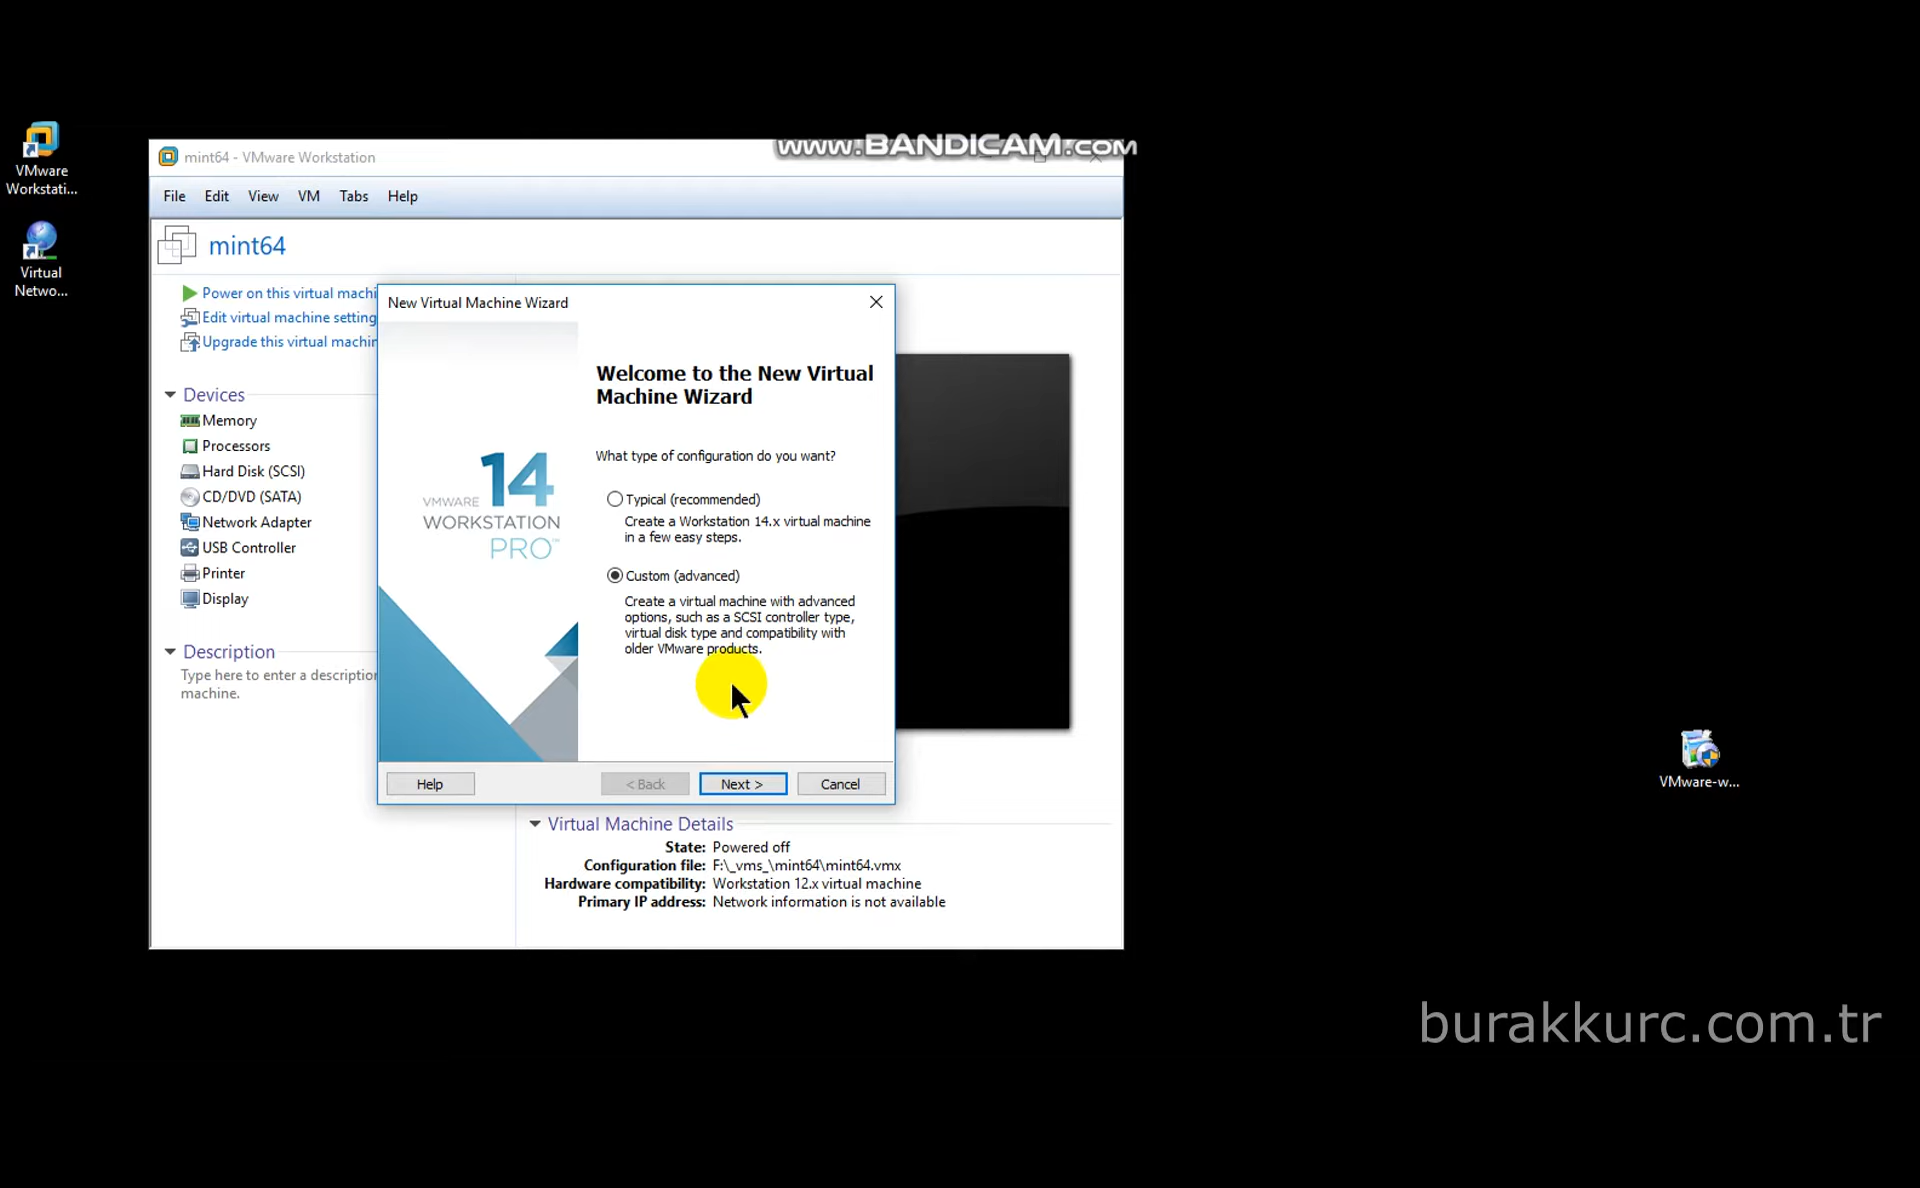 www.BANDICAM.com
VMware
Workstati...
Virtual
Netwo...
mint64 - VMware Workstation
File Edit View VM Tabs Help
mint64
Power on this virtual machi
Edit virtual machine setting
Upgrade this virtual machin
Devices
Memory
Processors
Hard Disk (SCSI)
CD/DVD (SATA)
Network Adapter
USB Controller
Printer
Display
Description
Type here to enter a description
machine.
New Virtual Machine Wizard
VMWARE 14
WORKSTATION
PRO™
Welcome to the New Virtual
Machine Wizard
What type of configuration do you want?
Typical (recommended)
Create a Workstation 14.x virtual machine
in a few easy steps.
Custom (advanced)
Create a virtual machine with advanced
options, such as a SCSI controller type,
virtual disk type and compatibility with
older VMware products.
Help < Back Next > Cancel
Virtual Machine Details
State: Powered off
Configuration file: F:\_vms_\mint64\mint64.vmx
Hardware compatibility: Workstation 12.x virtual machine
Primary IP address: Network information is not available
VMware-w...
burakkurc.com.tr